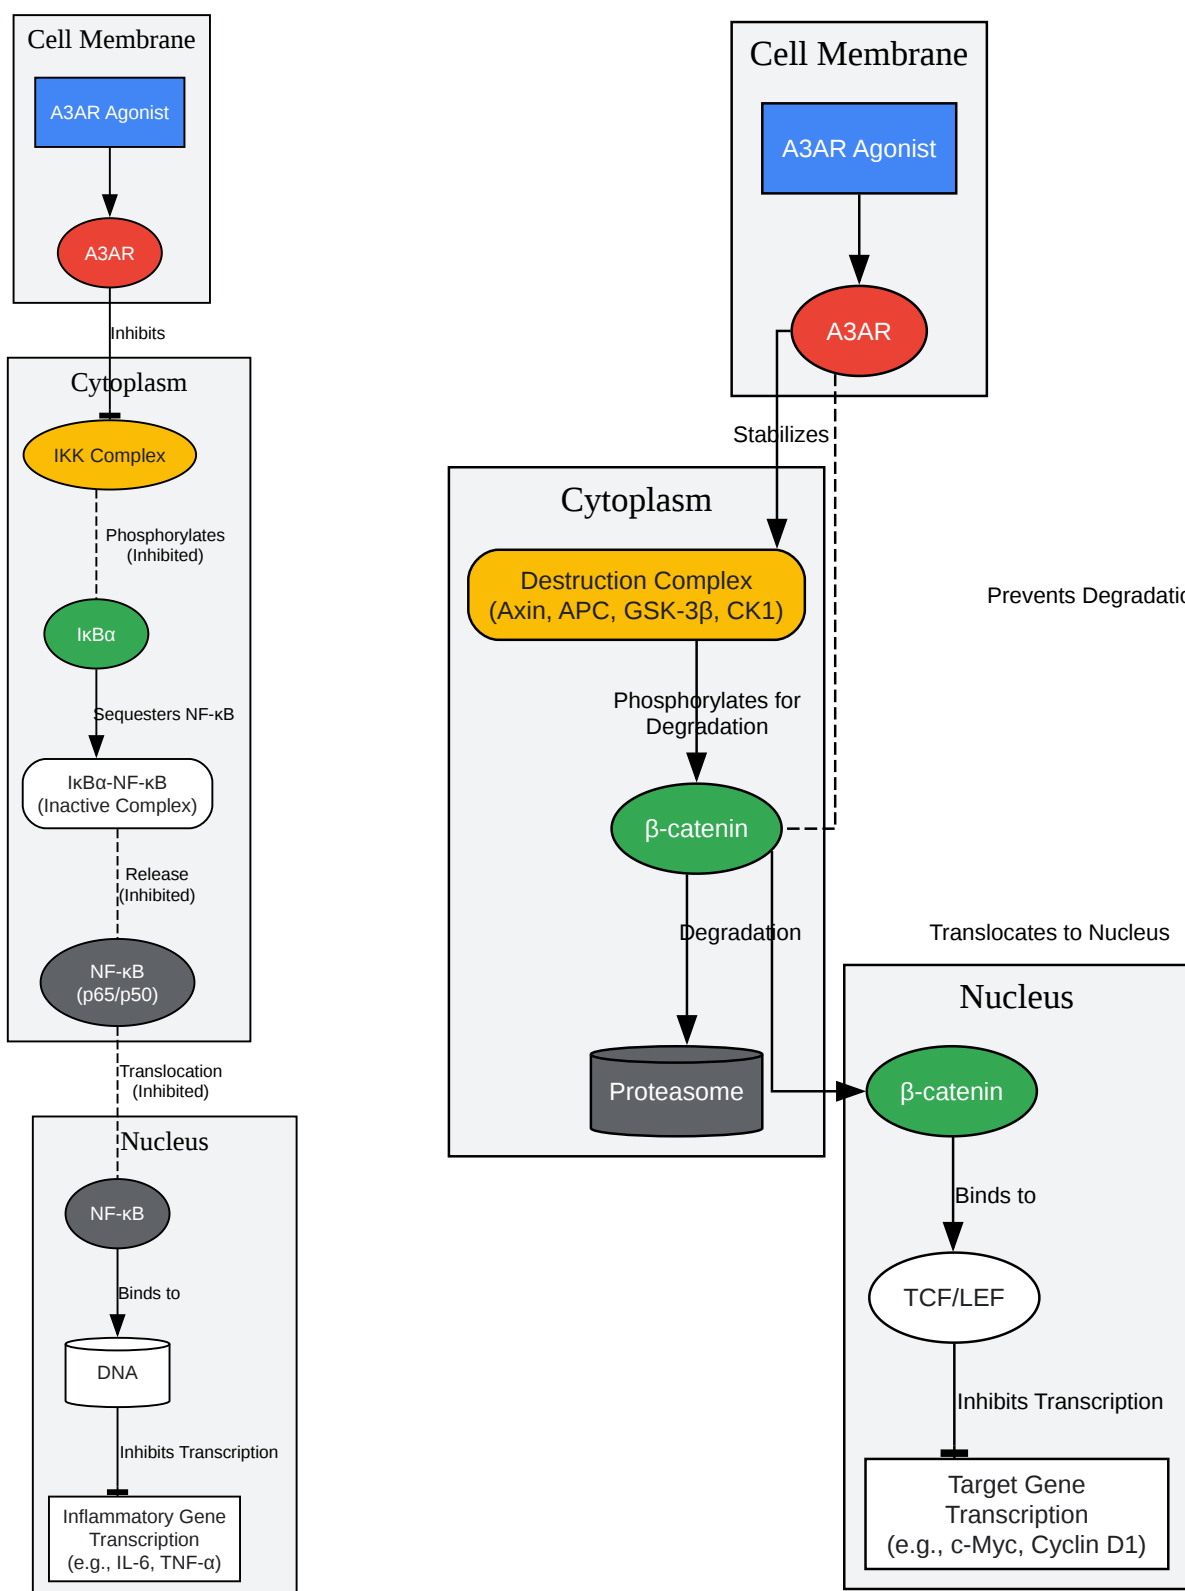 Cell Membrane
A3AR Agonist
A3AR
Inhibits
Cytoplasm
IKK Complex
Phosphorylates
(Inhibited)
IκBα
Sequesters NF-κB
IκBα-NF-κB
(Inactive Complex)
Release
(Inhibited)
NF-κB
(p65/p50)
Translocation
(Inhibited)
Nucleus
NF-κB
Binds to
DNA
Inhibits Transcription
Inflammatory Gene
Transcription
(e.g., IL-6, TNF-α)
Cell Membrane
A3AR Agonist
A3AR
Stabilizes
Cytoplasm
Destruction Complex
(Axin, APC, GSK-3β, CK1)
Prevents Degradatio
Phosphorylates for
Degradation
β-catenin
Degradation
Translocates to Nucleus
Proteasome
Nucleus
β-catenin
Binds to
TCF/LEF
Inhibits Transcription
Target Gene
Transcription
(e.g., c-Myc, Cyclin D1)